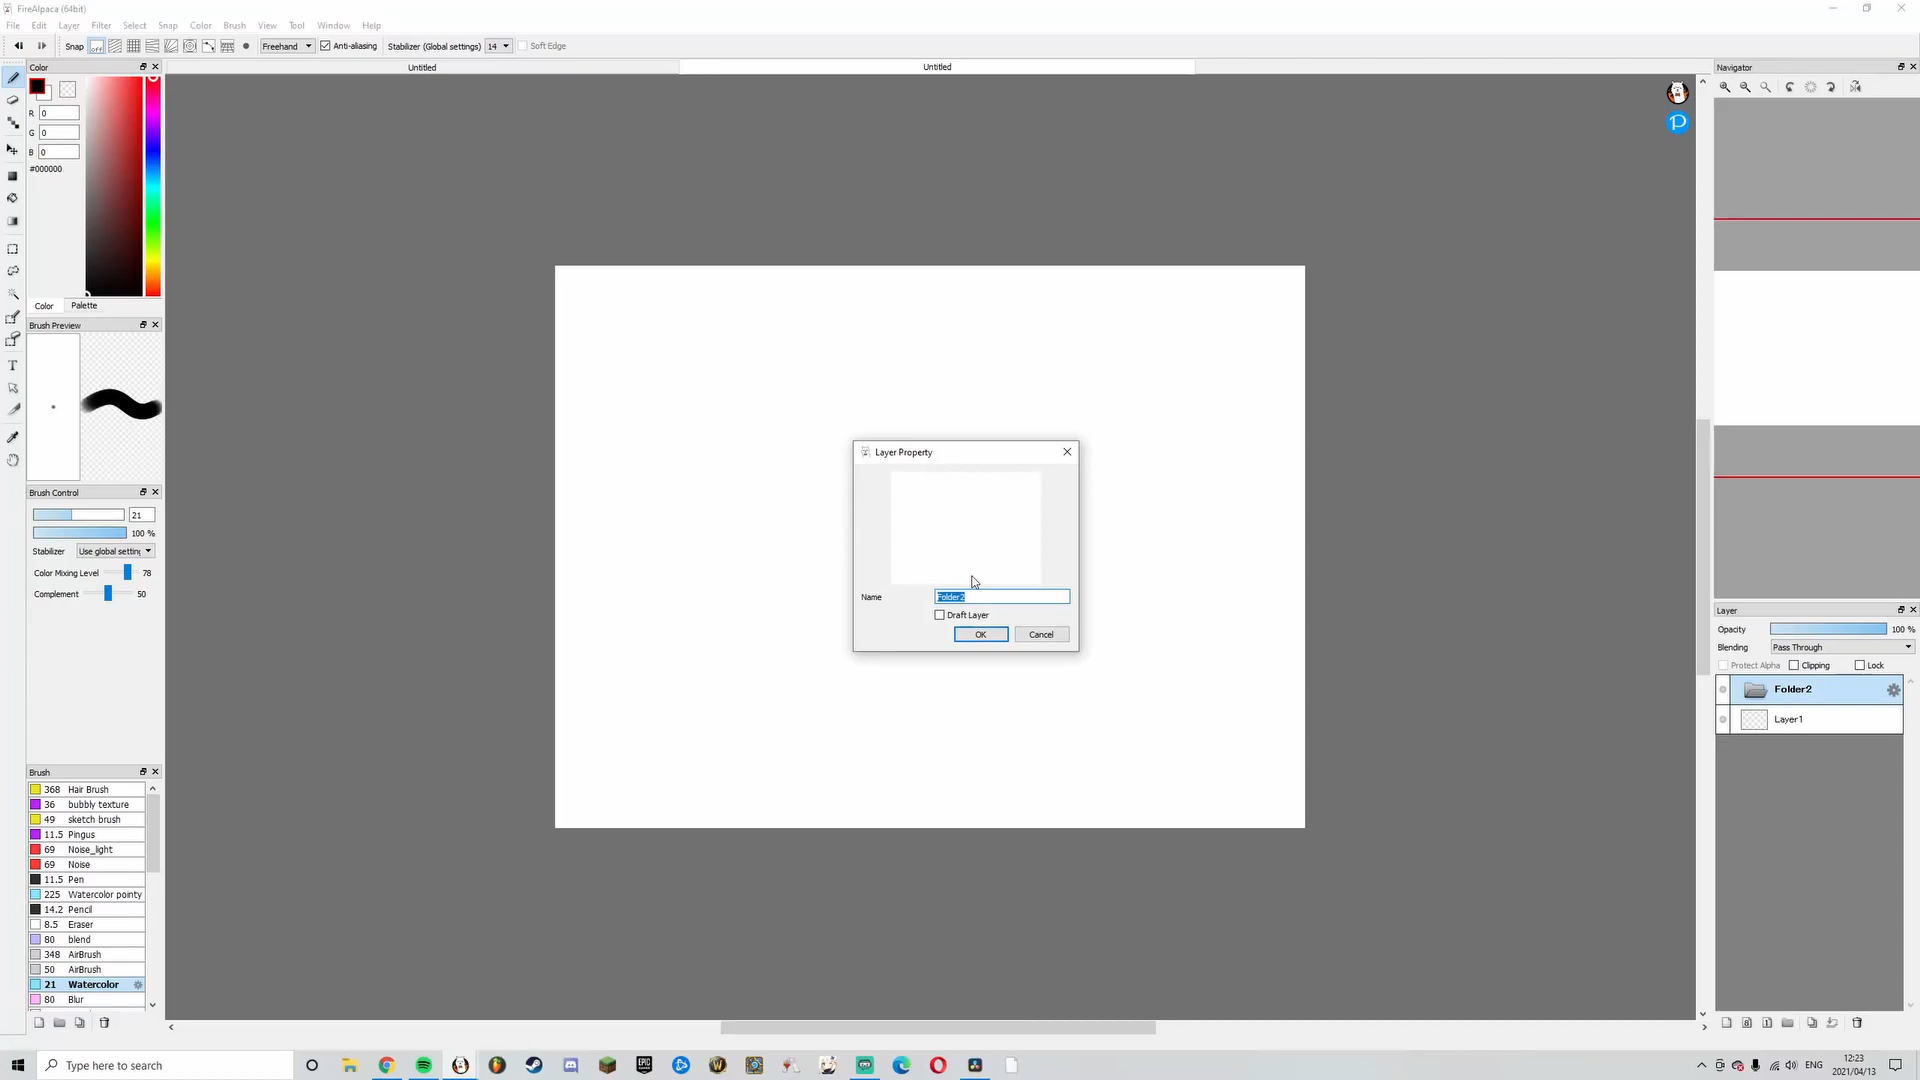 FireAlpaca (64bit)
File Edit Layer Filter Select Snap Color Brush View Tool Window Help
Snap off Freehand Anti-aliasing Stabilizer (Global settings) 14 Soft Edge
Color
Untitled
Untitled
Navigator
R 0
G 0
B 0
#000000
Color Palette
Brush Preview
Brush Control
21
100 %
Stabilizer Use global setting
Color Mixing Level 78
Complement 50
Layer Property
Name Folder2
Draft Layer
OK Cancel
Layer
Opacity 100 %
Blending Pass Through
Protect Alpha Clipping Lock
Folder2
Layer1
Brush
368 Hair Brush
36 bubbly texture
49 sketch brush
11.5 Pingus
69 Noise_light
69 Noise
11.5 Pen
225 Watercolor pointy
14.2 Pencil
8.5 Eraser
80 blend
348 AirBrush
50 AirBrush
21 Watercolor
80 Blur
Type here to search
EPIC
ENG
12:23
2021/04/13